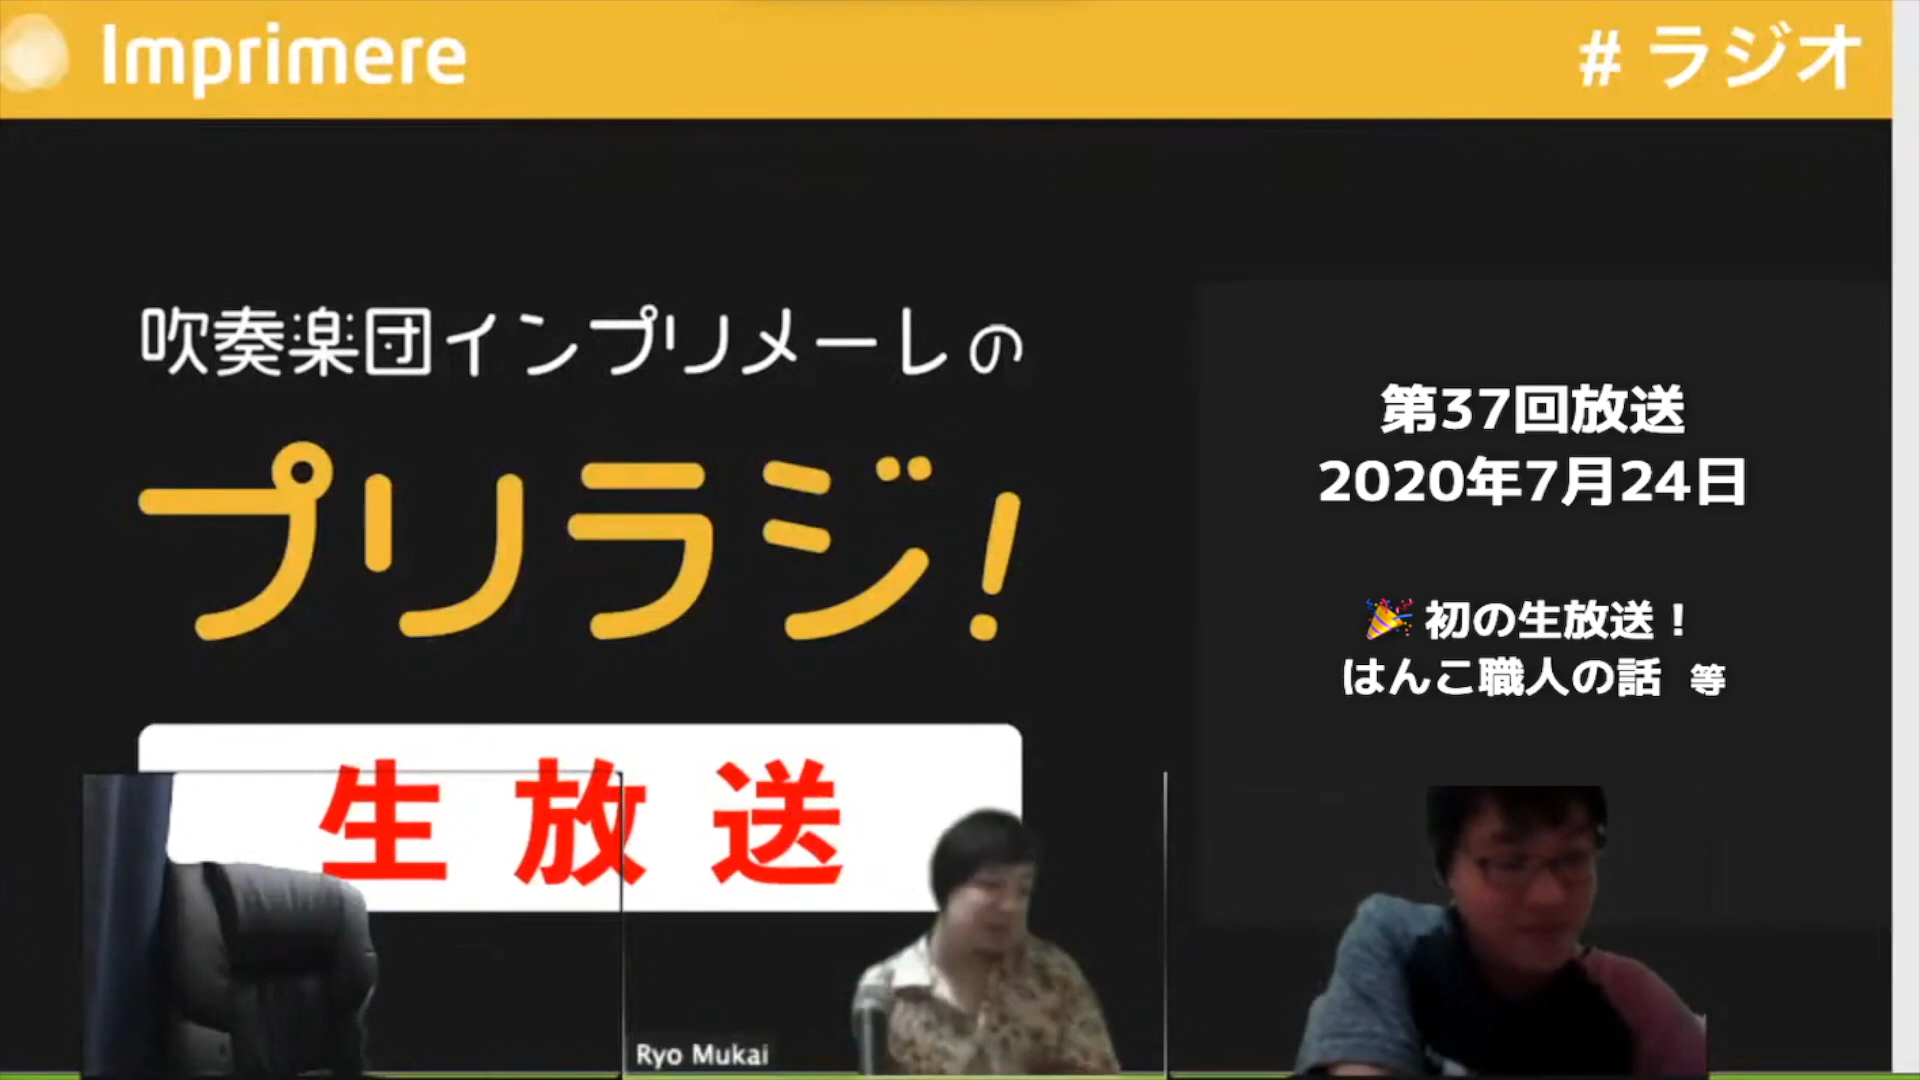 Imprimere
# ラジオ
吹奏楽団インプリメーレの
プリラジ!
生放送
第37回放送
2020年7月24日
🎉 初の生放送！
はんこ職人の話 等
Ryo Mukai